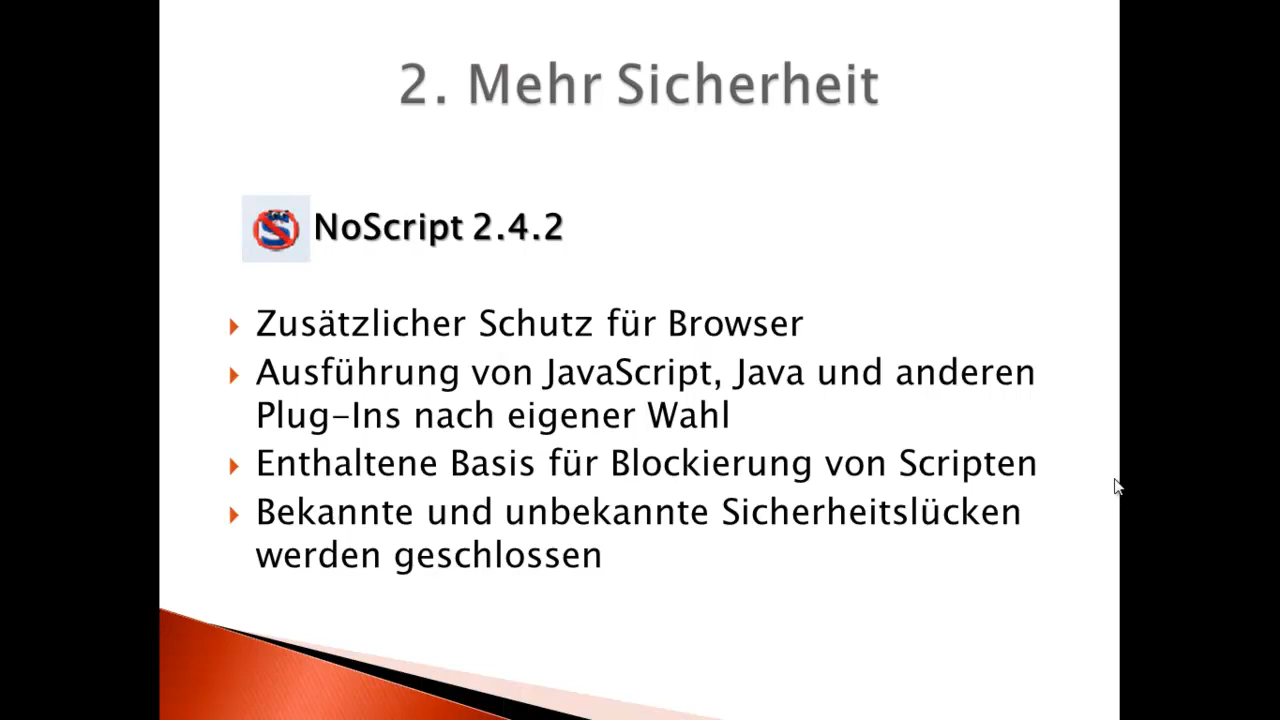 2. Mehr Sicherheit
NoScript 2.4.2
Zusätzlicher Schutz für Browser
Ausführung von JavaScript, Java und anderen
Plug-Ins nach eigener Wahl
Enthaltene Basis für Blockierung von Scripten
Bekannte und unbekannte Sicherheitslücken
werden geschlossen